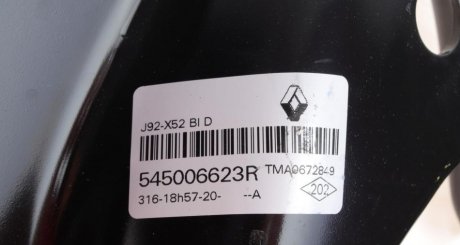 J92-X52 BI D
545006623R TMA0672849
316-18h57-20- --A
202